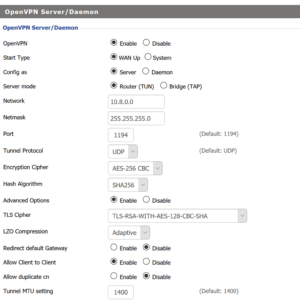 OpenVPN Server/Daemon
OpenVPN Server/Daemon
OpenVPN Enable Disable
Start Type WAN Up System
Config as Server Daemon
Server mode Router (TUN) Bridge (TAP)
Network 10.8.0.0
Netmask 255.255.255.0
Port 1194 (Default: 1194)
Tunnel Protocol UDP (Default: UDP)
Encryption Cipher AES-256 CBC
Hash Algorithm SHA256
Advanced Options Enable Disable
TLS Cipher TLS-RSA-WITH-AES-128-CBC-SHA
LZO Compression Adaptive
Redirect default Gateway Enable Disable
Allow Client to Client Enable Disable
Allow duplicate cn Enable Disable
Tunnel MTU setting 1400 (Default: 1400)